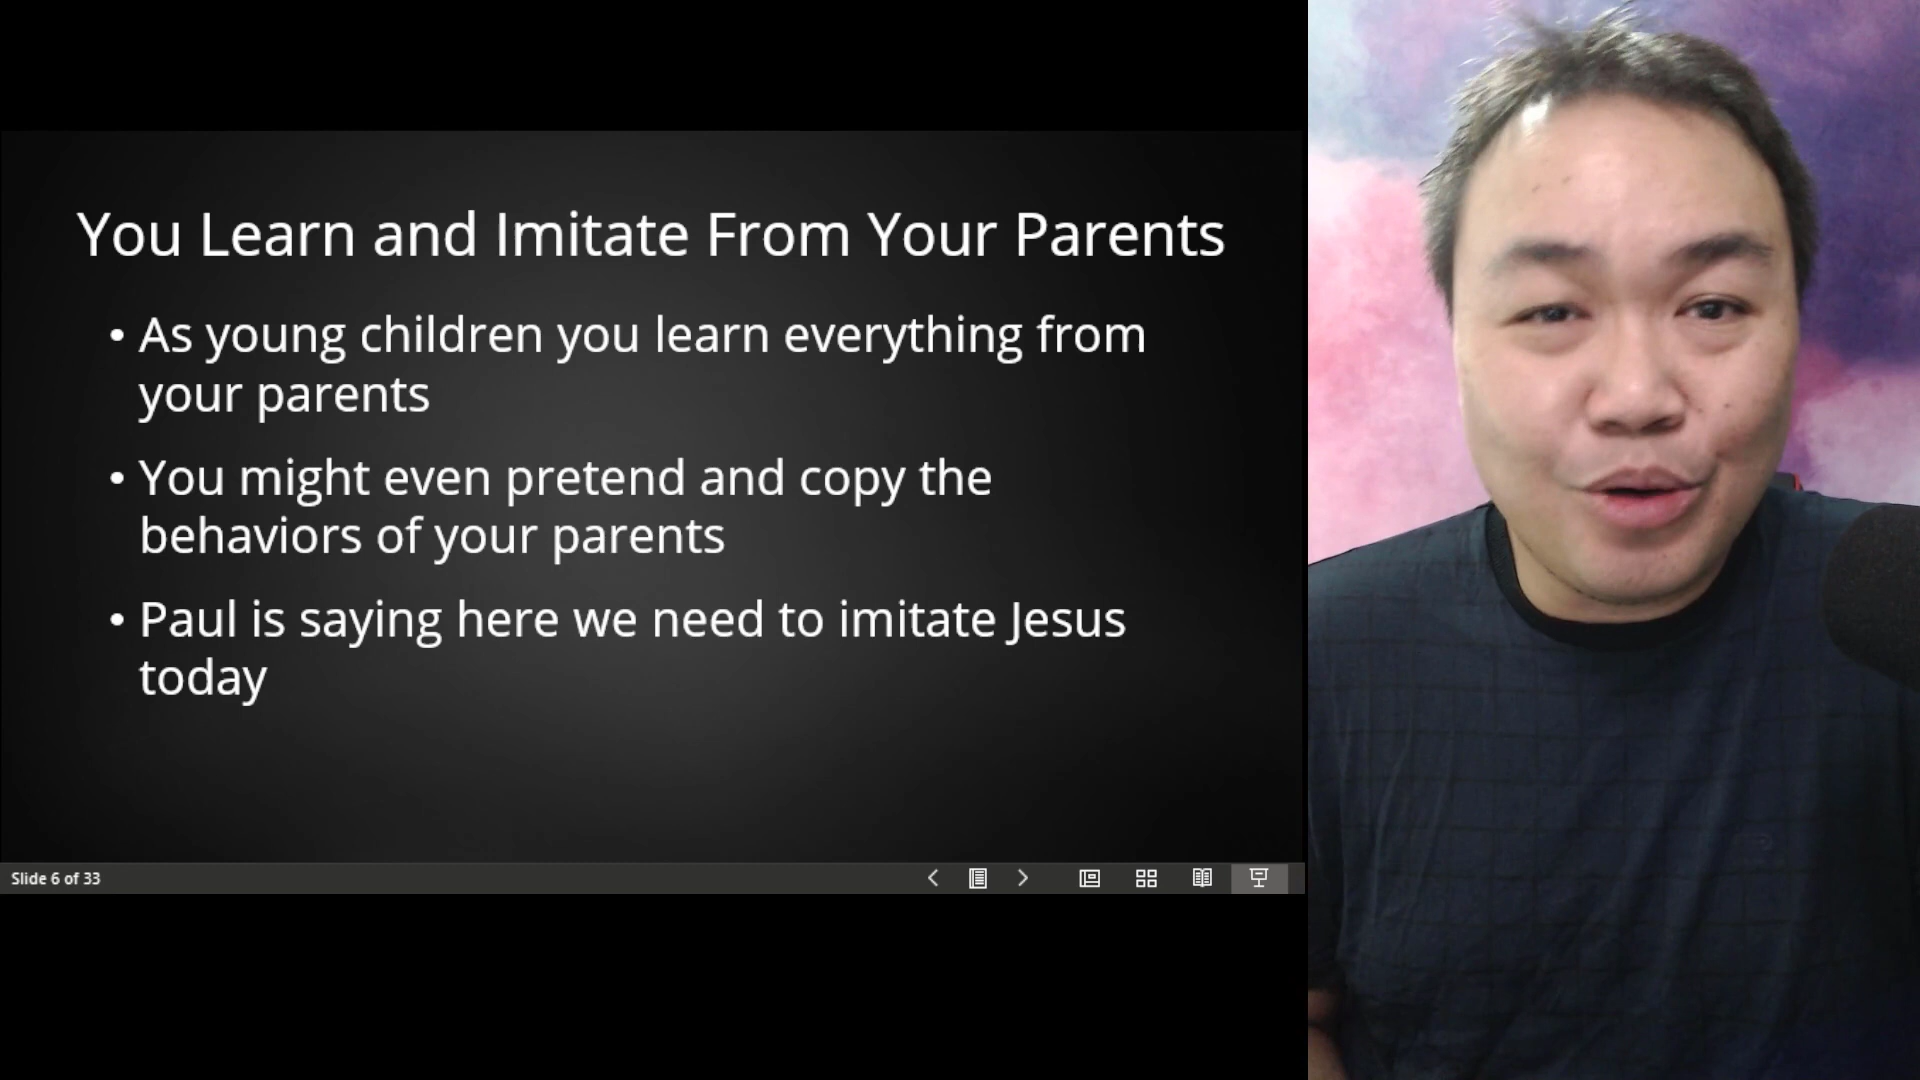 You Learn and Imitate From Your Parents
• As young children you learn everything from
your parents
• You might even pretend and copy the
behaviors of your parents
• Paul is saying here we need to imitate Jesus
today
Slide 6 of 33